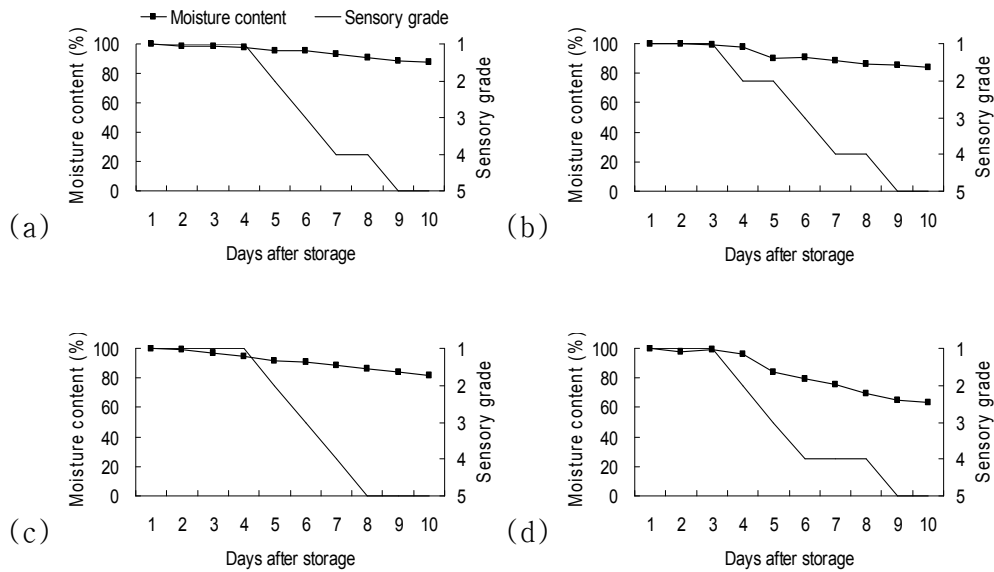 Moisture content Sensory grade
100 80 60 40 20 0
Moisture content (%)
1 2 3 4 5
Sensory grade
1 2 3 4 5 6 7 8 9 10
Days after storage
(a)
100 80 60 40 20 0
Moisture content (%)
1 2 3 4 5
Sensory grade
1 2 3 4 5 6 7 8 9 10
Days after storage
(b)
100 80 60 40 20 0
Moisture content (%)
1 2 3 4 5
Sensory grade
1 2 3 4 5 6 7 8 9 10
Days after storage
(c)
100 80 60 40 20 0
Moisture content (%)
1 2 3 4 5
Sensory grade
1 2 3 4 5 6 7 8 9 10
Days after storage
(d)